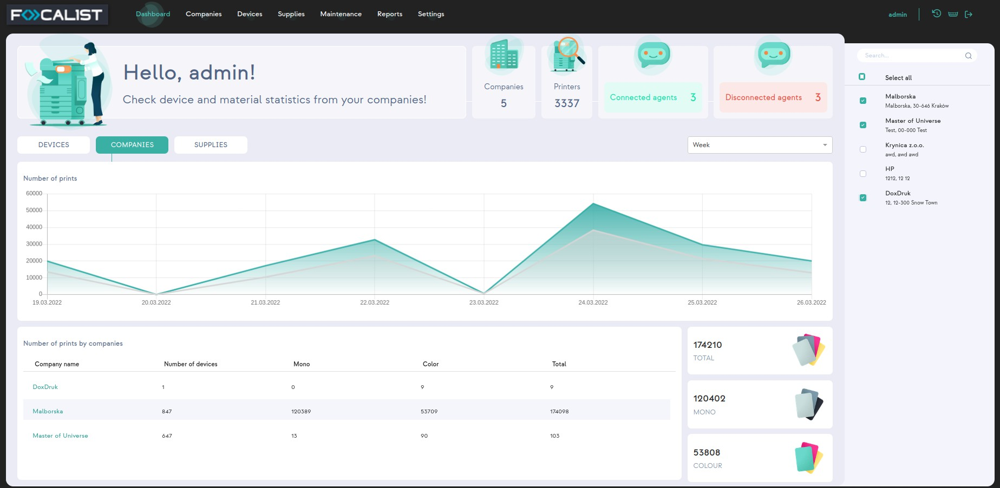 FOCALIST
Dashboard Companies Devices Supplies Maintenance Reports Settings
admin
Hello, admin!
Check device and material statistics from your companies!
Companies
5
Printers
3337
Connected agents 3
Disconnected agents 3
DEVICES COMPANIES SUPPLIES
Week
Number of prints
60000
50000
40000
30000
20000
10000
0
19.03.2022 20.03.2022 21.03.2022 22.03.2022 23.03.2022 24.03.2022 25.03.2022 26.03.2022
Number of prints by companies
Company name Number of devices Mono Color Total
DoxDruk 1 0 9 9
Malborska 847 120389 53709 174098
Master of Universe 647 13 90 103
174210
TOTAL
120402
MONO
53808
COLOUR
Search...
Select all
Malborska
Malborska, 30-646 Kraków
Master of Universe
Test, 00-000 Test
Krynica z.o.o.
awd, awd awd
HP
1212, 12 12
DoxDruk
12, 12-300 Snow Town